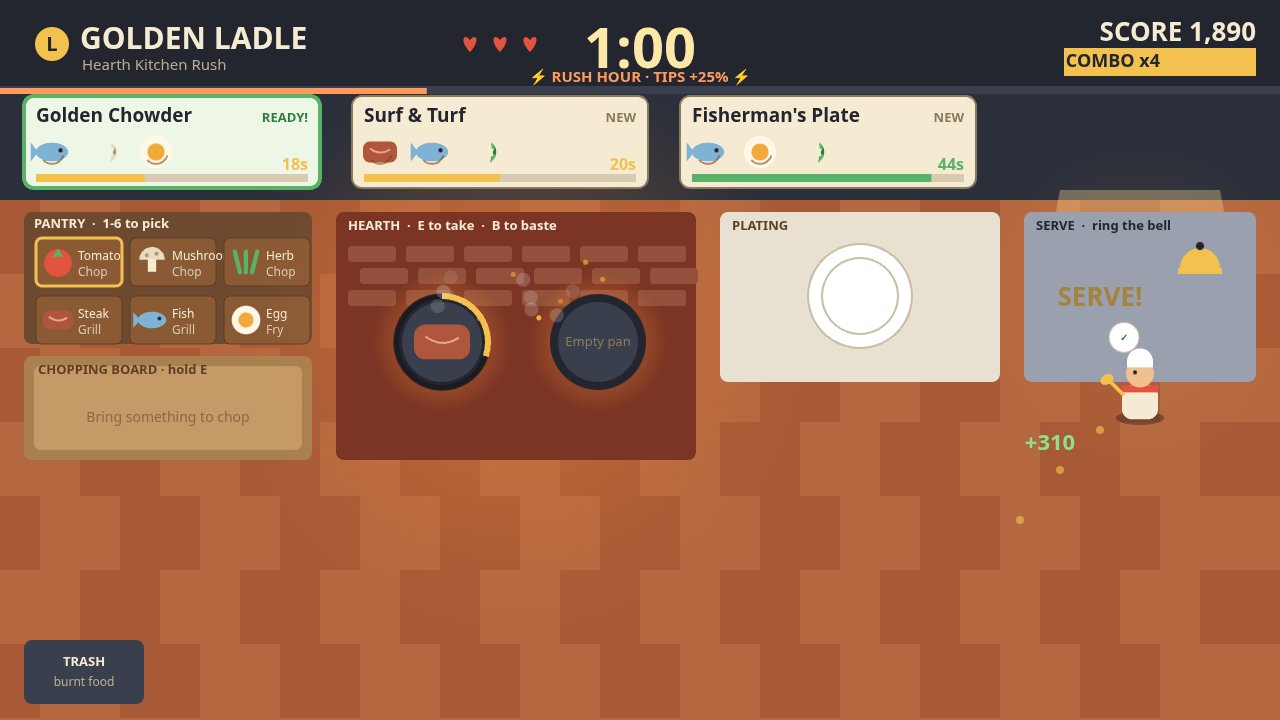 L
GOLDEN LADLE
Hearth Kitchen Rush
1:00
⚡ RUSH HOUR · TIPS +25% ⚡
SCORE 1,890
COMBO x4
Golden Chowder
READY!
18s
Surf & Turf
NEW
20s
Fisherman's Plate
NEW
44s
PANTRY · 1-6 to pick
Tomato
Chop
Mushroo
Chop
Herb
Chop
Steak
Grill
Fish
Grill
Egg
Fry
CHOPPING BOARD · hold E
Bring something to chop
HEARTH · E to take · B to baste
Empty pan
PLATING
SERVE · ring the bell
SERVE!
✓
+310
TRASH
burnt food